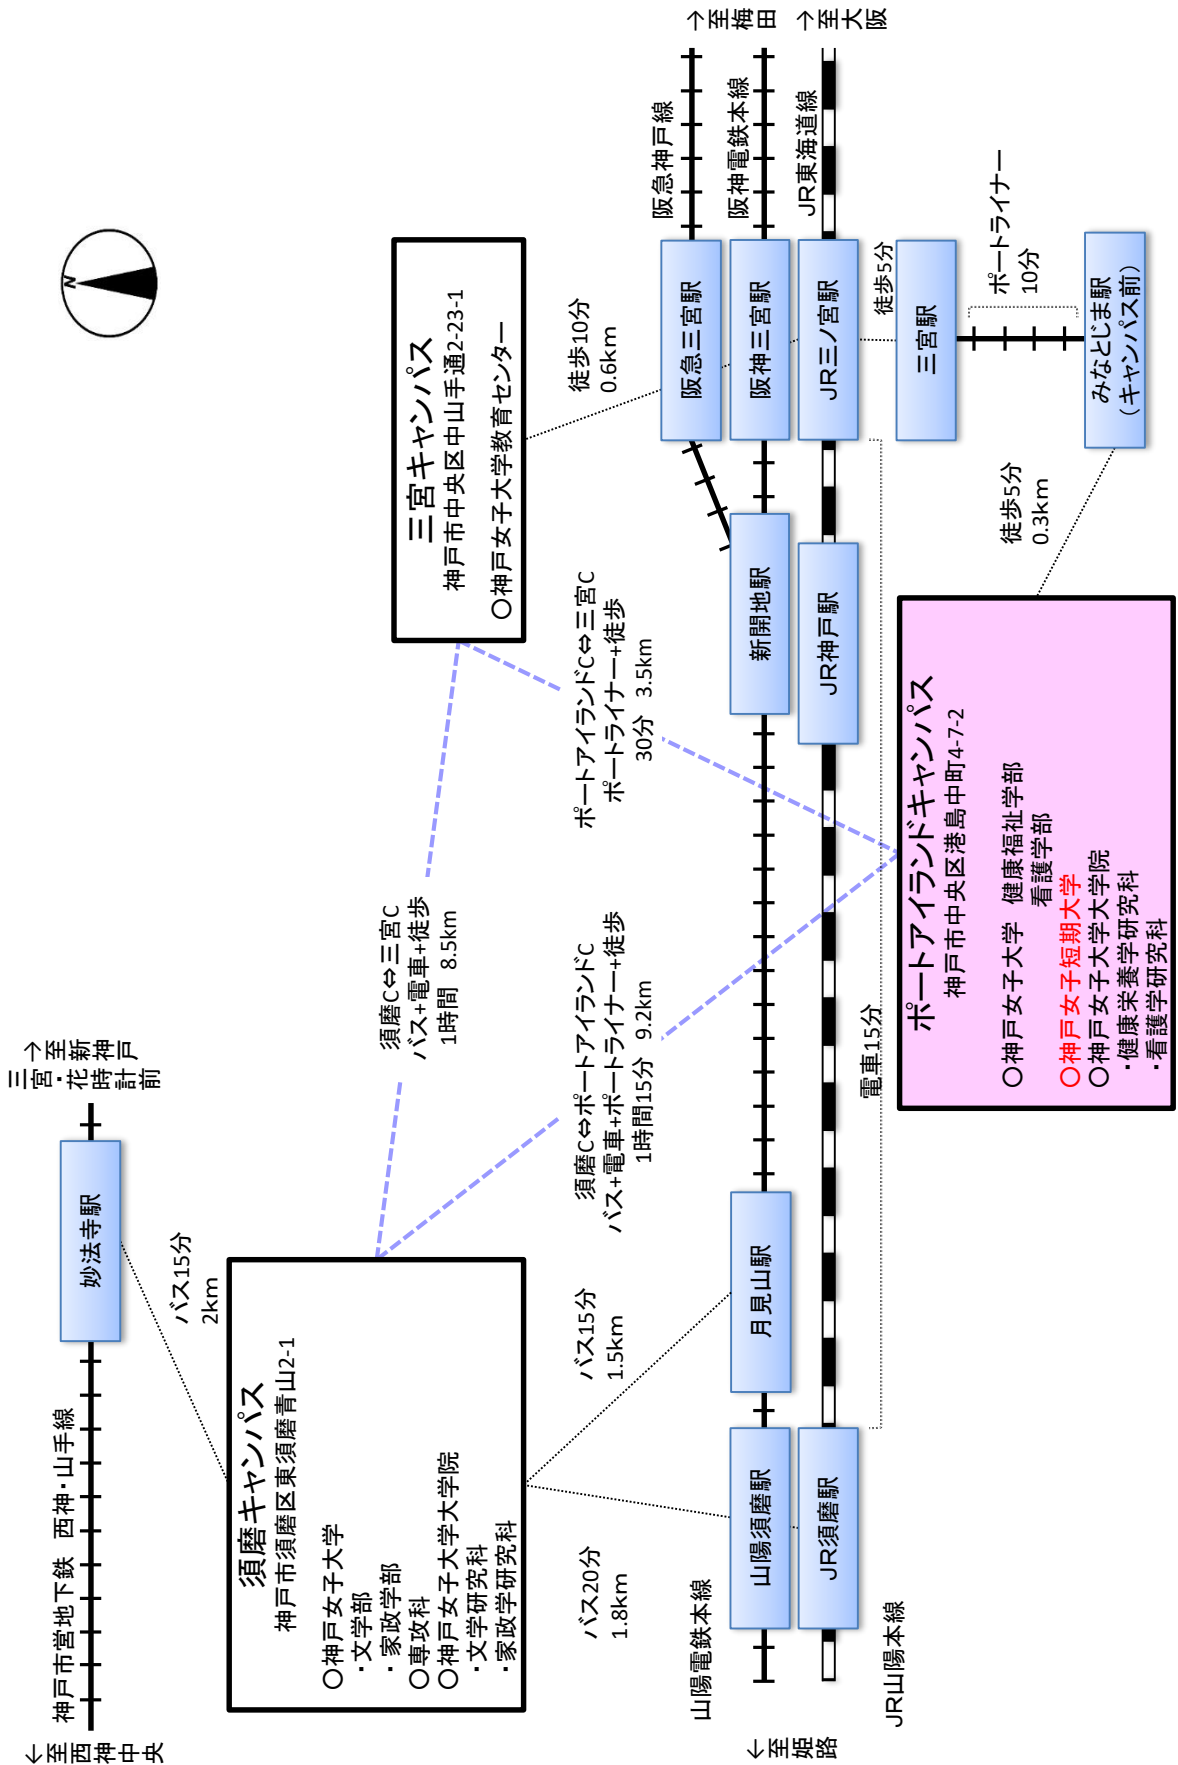 N
神戸市営地下鉄 西神・山手線
←至西神中央
妙法寺駅
→至新神戸
三宮・花時計前
バス15分
2km
須磨キャンパス
神戸市須磨区東須磨青山2-1
○神戸女子大学
・文学部
・家政学部
○専攻科
○神戸女子大学大学院
・文学研究科
・家政学研究科
三宮キャンパス
神戸市中央区中山手通2-23-1
○神戸女子大学教育センター
須磨C⇔三宮C
バス+電車+徒歩
1時間 8.5km
須磨C⇔ポートアイランドC
バス+電車+ポートライナー+徒歩
1時間15分 9.2km
ポートアイランドC⇔三宮C
ポートライナー+徒歩
30分 3.5km
徒歩10分
0.6km
バス20分
1.8km
バス15分
1.5km
山陽電鉄本線
←至姫路
山陽須磨駅
月見山駅
新開地駅
阪急三宮駅
阪神三宮駅
阪急神戸線
阪神電鉄本線
→至梅田
JR山陽本線
JR須磨駅
JR神戸駅
JR三ノ宮駅
JR東海道線
→至大阪
電車15分
徒歩5分
三宮駅
ポートライナー
10分
みなとじま駅
(キャンパス前)
徒歩5分
0.3km
ポートアイランドキャンパス
神戸市中央区港島中町4-7-2
○神戸女子大学 健康福祉学部
看護学部
○神戸女子短期大学
○神戸女子大学大学院
・健康栄養学研究科
・看護学研究科